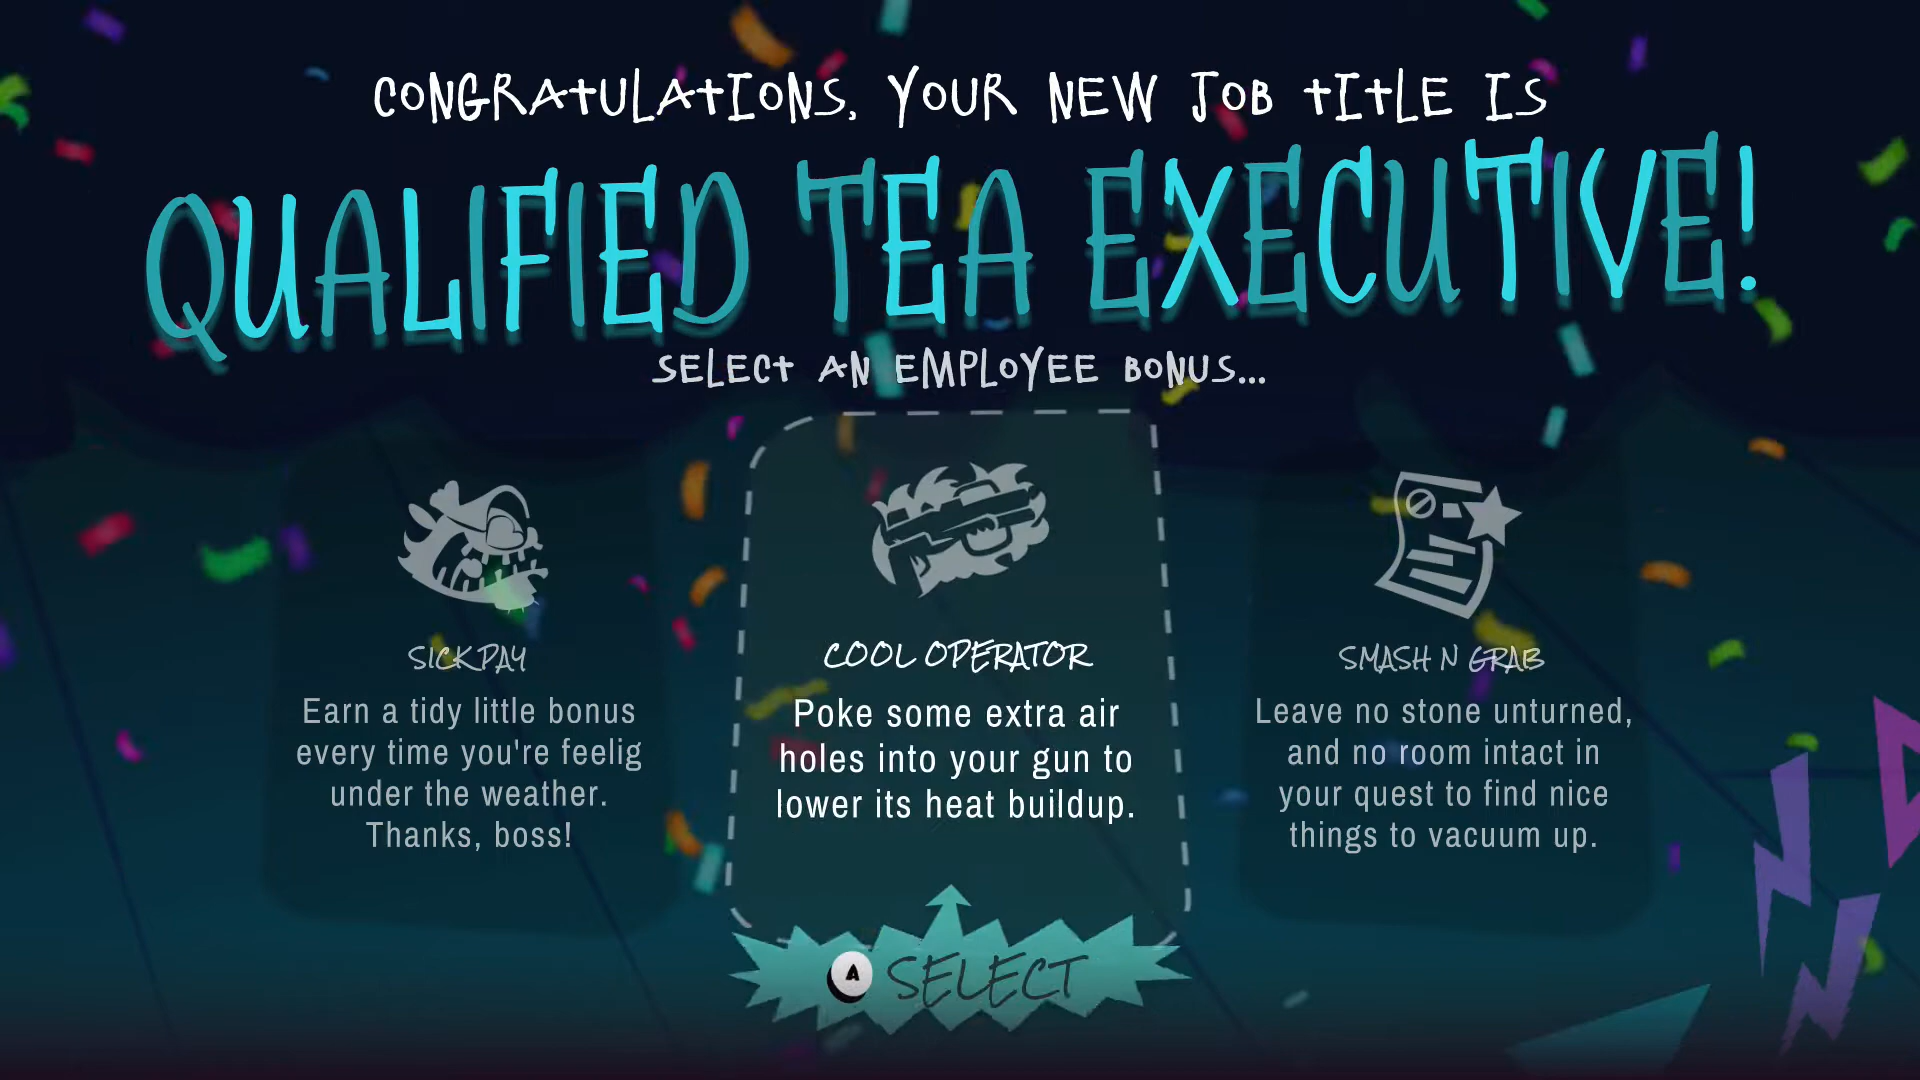 CONGRATULATIONS, YOUR NEW JOB TITLE IS
QUALIFIED TEA EXECUTIVE!
SELECT AN EMPLOYEE BONUS...
SICK PAY
Earn a tidy little bonus
every time you're feelig
under the weather.
Thanks, boss!
COOL OPERATOR
Poke some extra air
holes into your gun to
lower its heat buildup.
SMASH N GRAB
Leave no stone unturned,
and no room intact in
your quest to find nice
things to vacuum up.
A SELECT